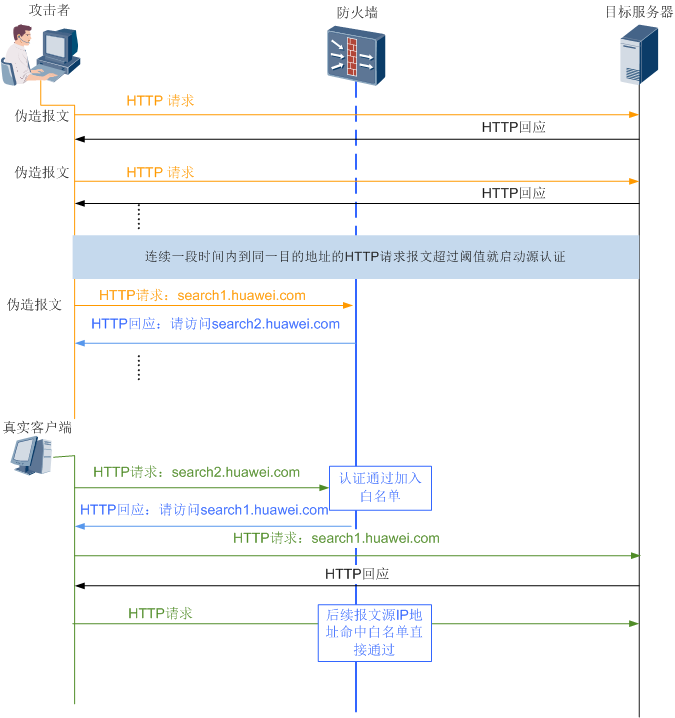 攻击者
防火墙
目标服务器
HTTP 请求
伪造报文
HTTP回应
伪造报文
HTTP 请求
HTTP回应
连续一段时间内到同一目的地址的HTTP请求报文超过阈值就启动源认证
HTTP请求：search1.huawei.com
伪造报文
HTTP回应：请访问search2.huawei.com
真实客户端
HTTP请求：search2.huawei.com
认证通过加入
白名单
HTTP回应：请访问search1.huawei.com
HTTP请求：search1.huawei.com
HTTP回应
HTTP请求
后续报文源IP地
址命中白名单直
接通过